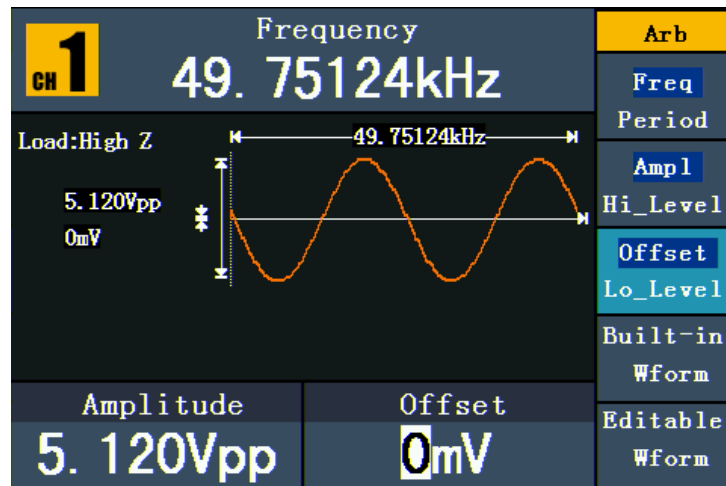 CH 1
Frequency
49.75124kHz
Load:High Z
49.75124kHz
5.120Vpp
0mV
Amplitude
5.120Vpp
Offset
0mV
Arb
Freq
Period
Ampl
Hi_Level
Offset
Lo_Level
Built-in
Wform
Editable
Wform